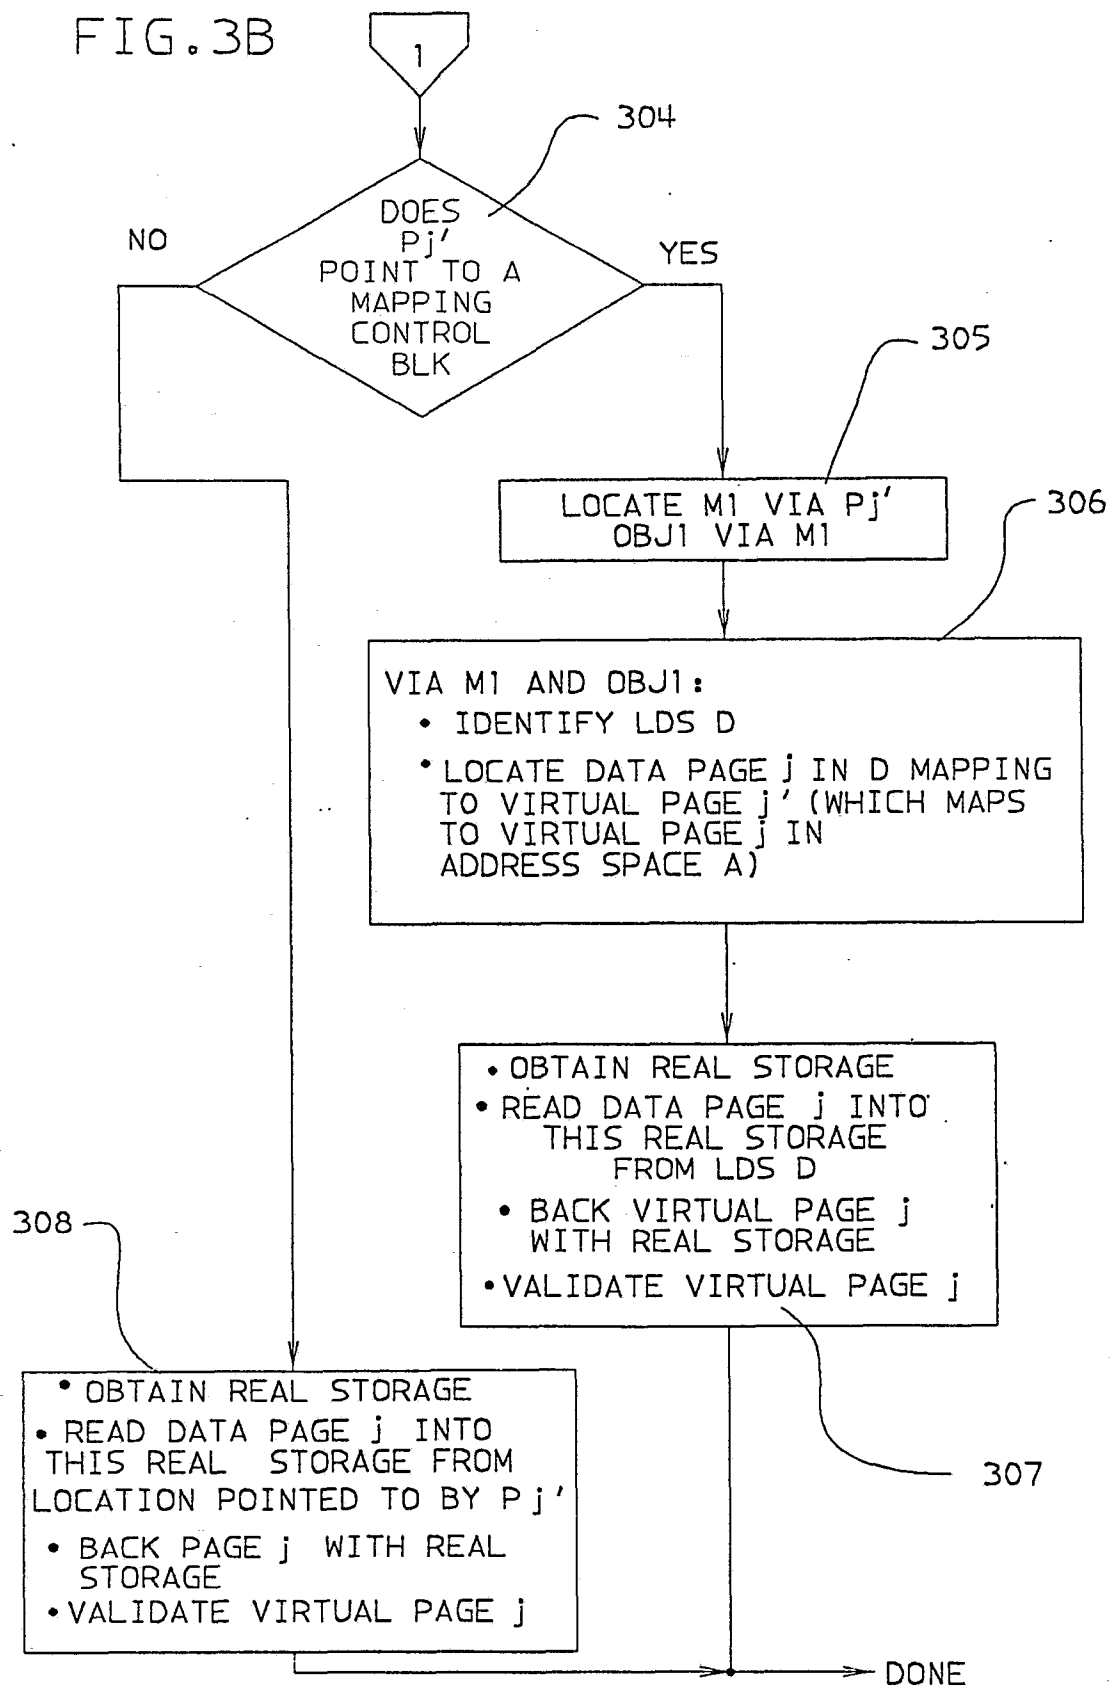 FIG.3B
1
304
DOES
Pj'
POINT TO A
MAPPING
CONTROL
BLK
NO
YES
305
LOCATE M1 VIA Pj'
OBJ1 VIA M1
306
VIA M1 AND OBJ1:
• IDENTIFY LDS D
• LOCATE DATA PAGE j IN D MAPPING
TO VIRTUAL PAGE j' (WHICH MAPS
TO VIRTUAL PAGE j IN
ADDRESS SPACE A)
• OBTAIN REAL STORAGE
• READ DATA PAGE j INTO
THIS REAL STORAGE
FROM LDS D
• BACK VIRTUAL PAGE j
WITH REAL STORAGE
• VALIDATE VIRTUAL PAGE j
307
308
• OBTAIN REAL STORAGE
• READ DATA PAGE j INTO
THIS REAL STORAGE FROM
LOCATION POINTED TO BY Pj'
• BACK PAGE j WITH REAL
STORAGE
• VALIDATE VIRTUAL PAGE j
DONE